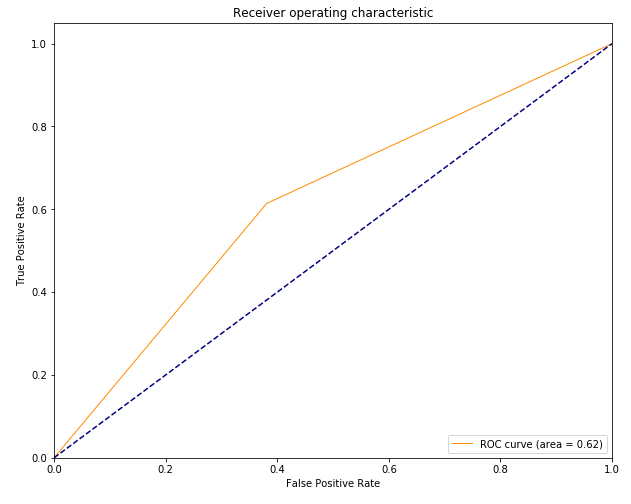 Receiver operating characteristic
1.0
0.8
0.6
0.4
0.2
0.0
True Positive Rate
ROC curve (area = 0.62)
0.0 0.2 0.4 0.6 0.8 1.0
False Positive Rate